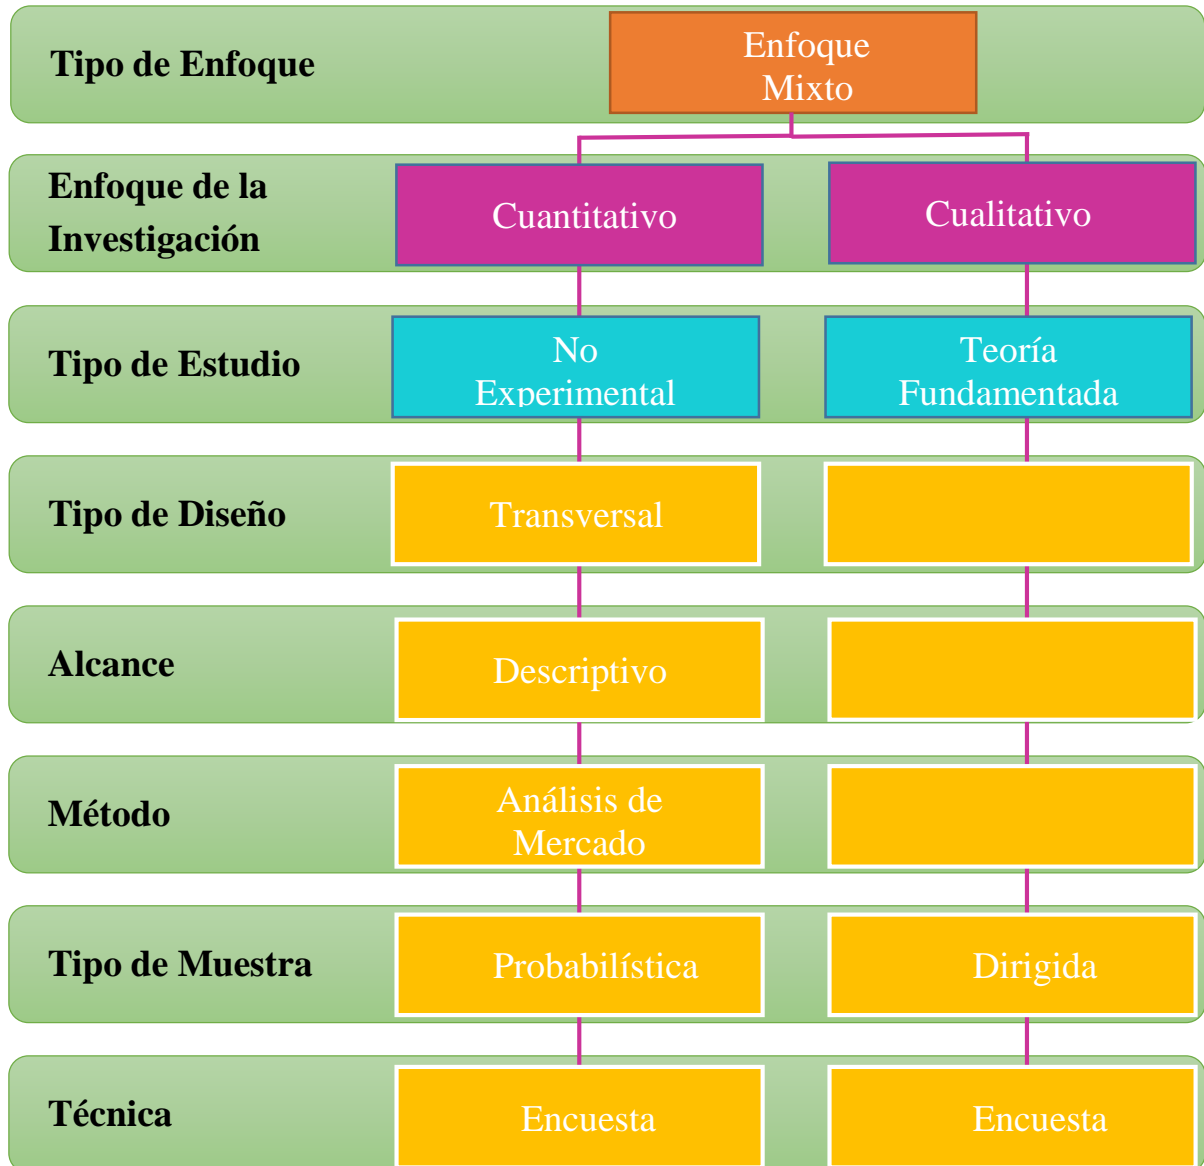 Tipo de Enfoque
Enfoque
Mixto
Enfoque de la
Investigación
Cuantitativo
Cualitativo
Tipo de Estudio
No
Experimental
Teoría
Fundamentada
Tipo de Diseño
Transversal
Alcance
Descriptivo
Método
Análisis de
Mercado
Tipo de Muestra
Probabilística
Dirigida
Técnica
Encuesta
Encuesta